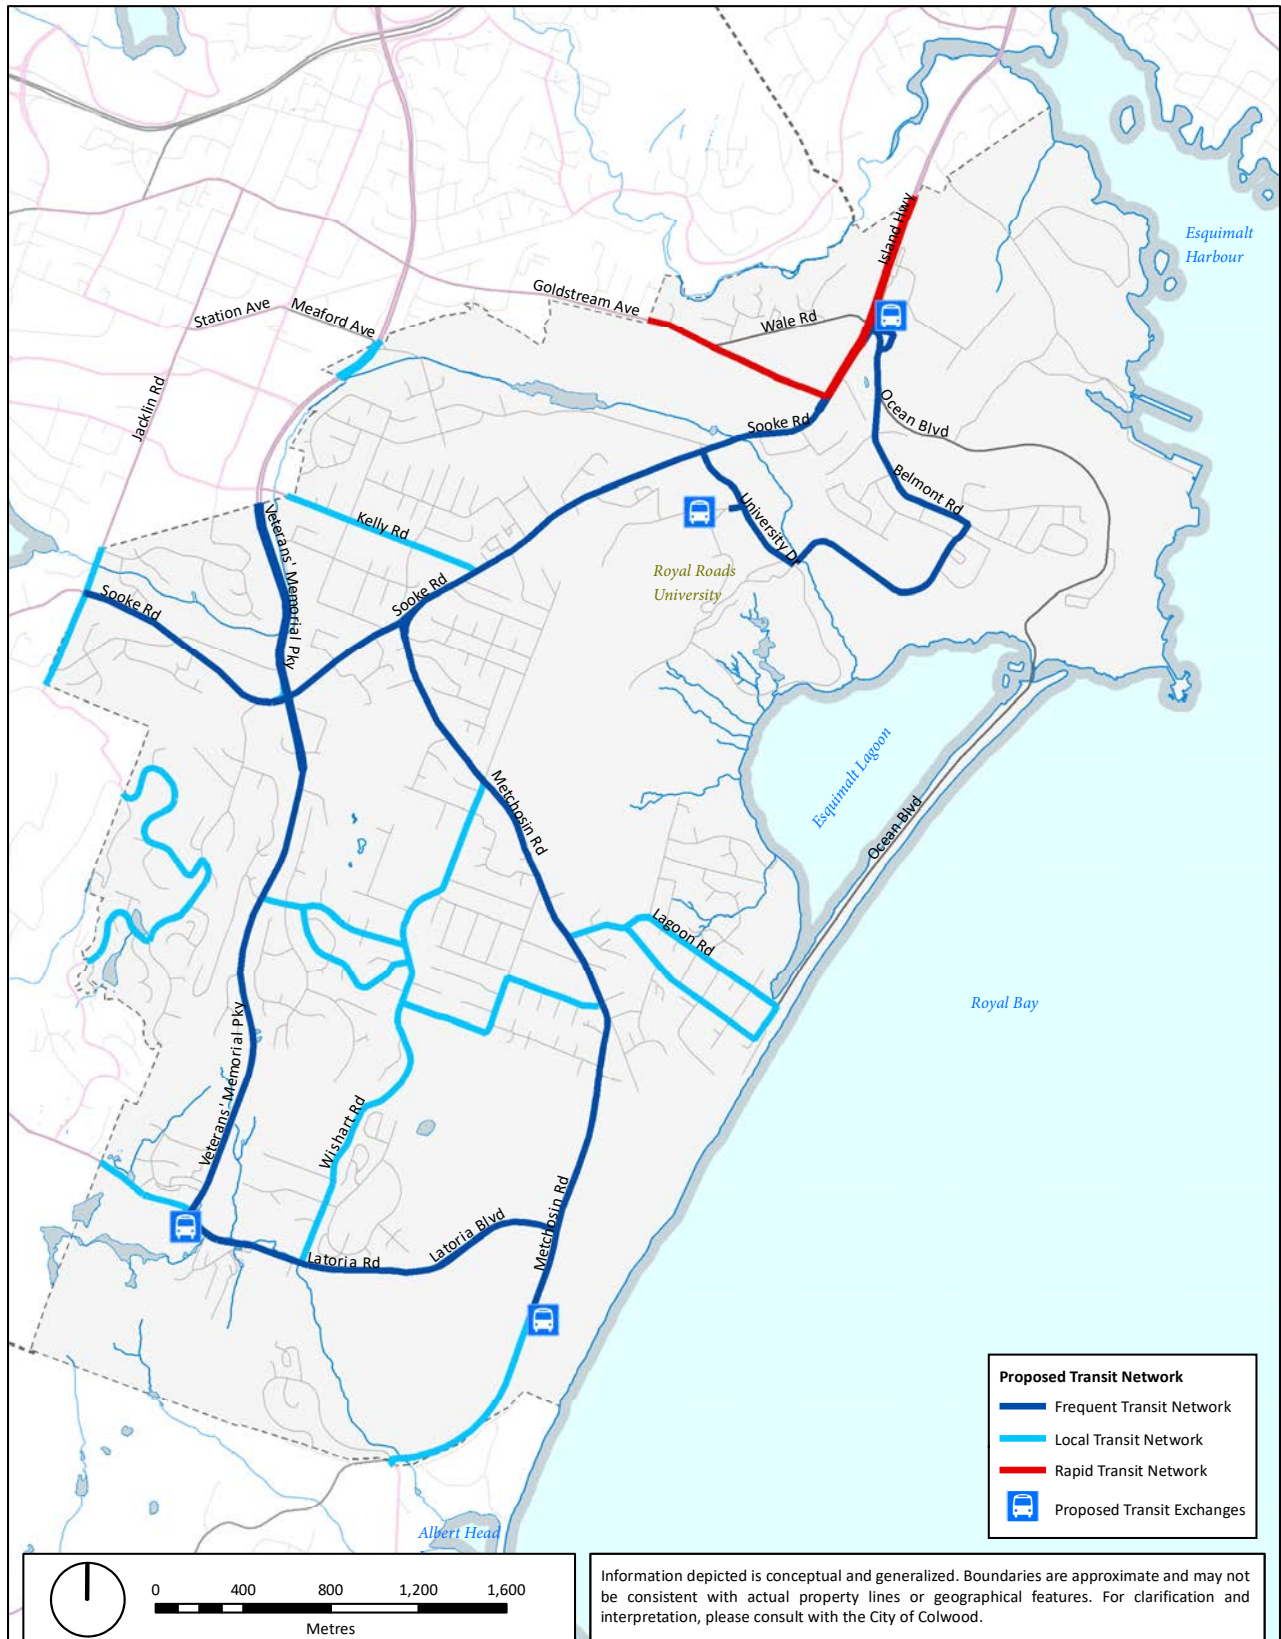 Esquimalt
Harbour
Island Hwy
Goldstream Ave
Station Ave
Meaford Ave
Wale Rd
Jacklin Rd
Ocean Blvd
Sooke Rd
Belmont Rd
Kelly Rd
University D
Veterans' Memorial Pky
Royal Roads
University
Sooke Rd
Sooke Rd
Esquimalt Lagoon
Metchosin Rd
Ocean Blvd
Lagoon Rd
Royal Bay
Veterans' Memorial Pky
Wishart Rd
Metchosin Rd
Latoria Blvd
Latoria Rd
Albert Head
Proposed Transit Network
Frequent Transit Network
Local Transit Network
Rapid Transit Network
Proposed Transit Exchanges
0 400 800 1,200 1,600
Metres
Information depicted is conceptual and generalized. Boundaries are approximate and may not
be consistent with actual property lines or geographical features. For clarification and
interpretation, please consult with the City of Colwood.